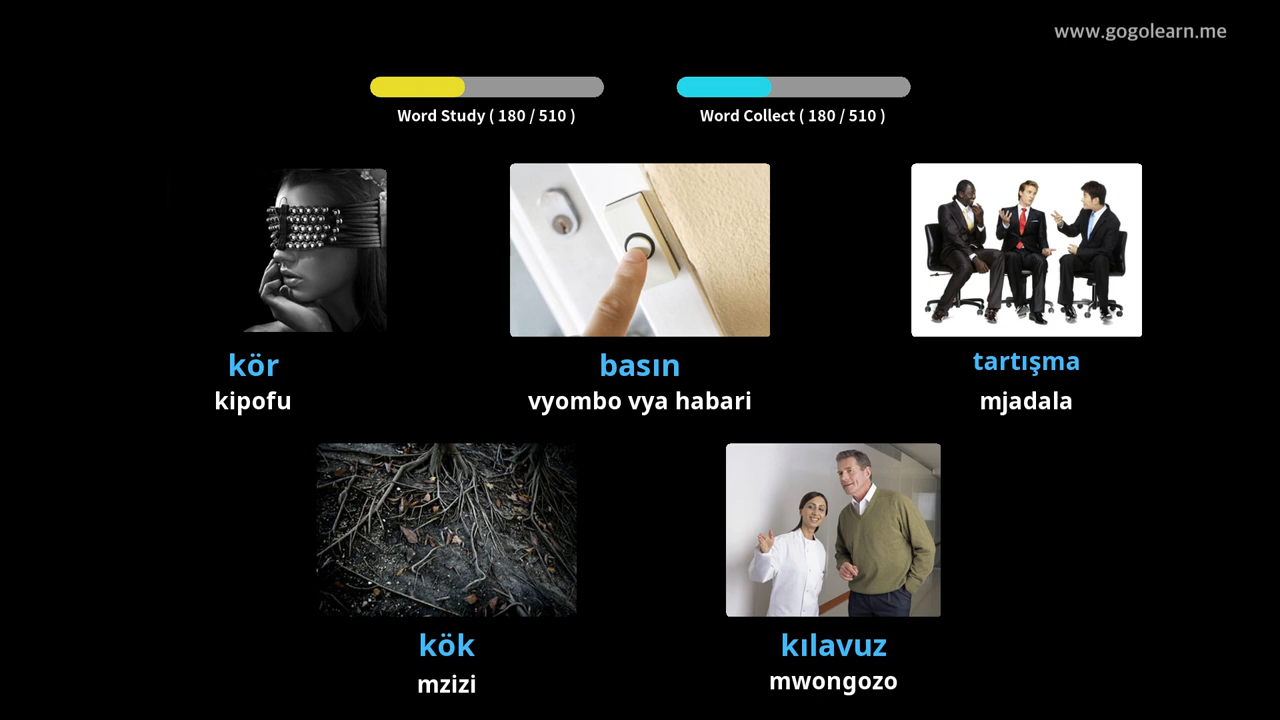 www.gogolearn.me
Word Study ( 180 / 510 )
Word Collect ( 180 / 510 )
kör
kipofu
basın
vyombo vya habari
tartışma
mjadala
kök
mzizi
kılavuz
mwongozo